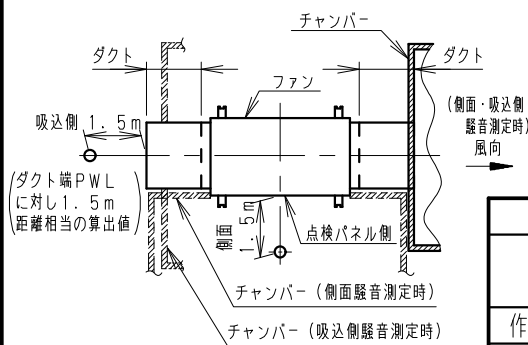 チャンバー
ダクト
ダクト
ファン
(側面・吸込側
騒音測定時)
風向
吸込側 1.5m
(ダクト端PWL
に対し1.5m
距離相当の算出値)
側面
1.5m
点検パネル側
チャンバー(側面騒音測定時)
チャンバー(吸込側騒音測定時)
作